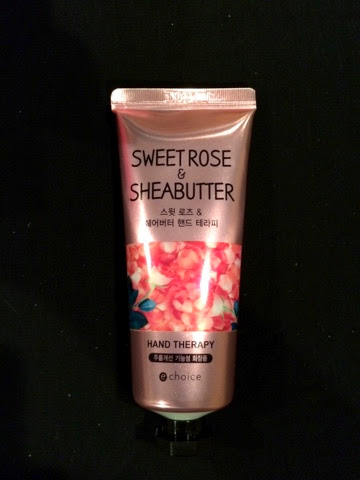 SWEET ROSE
&
SHEABUTTER
스윗 로즈 &
쉐어버터 핸드 테라피
HAND THERAPY
주름개선 기능성 화장품
e choice